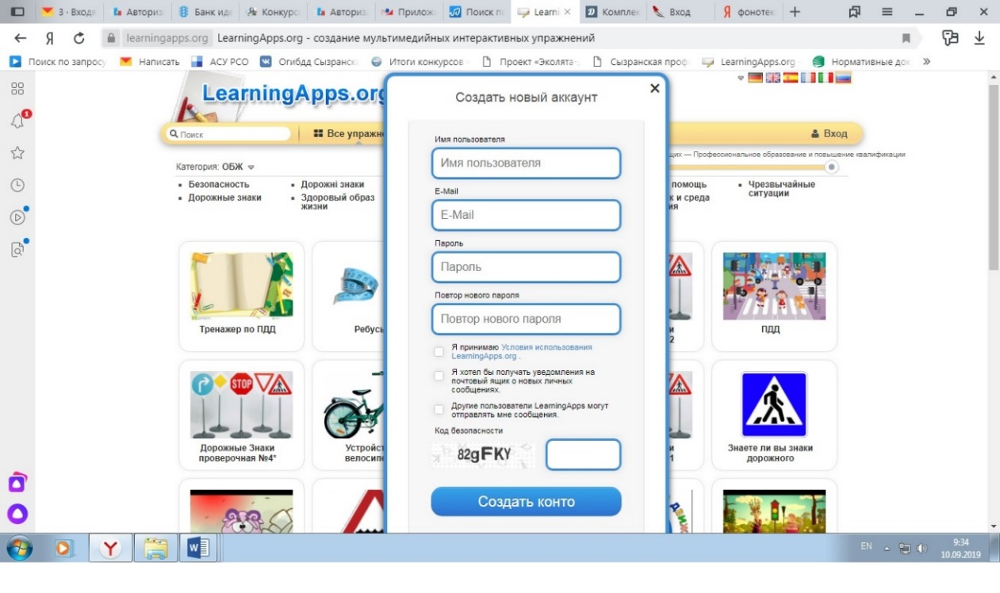 3 · Входя
Авториз
Банк иде
Конкурс
Авториз
Прилож
Поиск по
Learni
Комплек
Вход
фонотек
learningapps.org LearningApps.org - создание мультимедийных интерактивных упражнений
Поиск по запросу
Написать
АСУ РСО
Огибдд Сызранск
Итоги конкурсов
Проект «Эколята-
Сызранская проф
LearningApps.org
Нормативные док
1
LearningApps.org
Поиск
Все упражн
Вход
щих — Профессиональное образование и повышение квалификации
Категория: ОБЖ
Безопасность
Дорожные знаки
Дорожні знаки
Здоровый образ
жизни
помощь
к и среда
ия
Чрезвычайные
ситуации
Тренажер по ПДД
Ребусы
и
2
ПДД
STOP
Дорожные Знаки
проверочная №4*
Устройст
велосипе
и
1
Знаете ли вы знаки
дорожного
Создать новый аккаунт
Имя пользователя
Имя пользователя
E-Mail
E-Mail
Пароль
Пароль
Повтор нового пароля
Повтор нового пароля
Я принимаю Условия использования
LearningApps.org .
Я хотел бы получать уведомления на
почтовый ящик о новых личных
сообщениях.
Другие пользователи LearningApps могут
отправлять мне сообщения.
Код безопасности
82gFKY
Создать конто
EN
9:34
10.09.2019